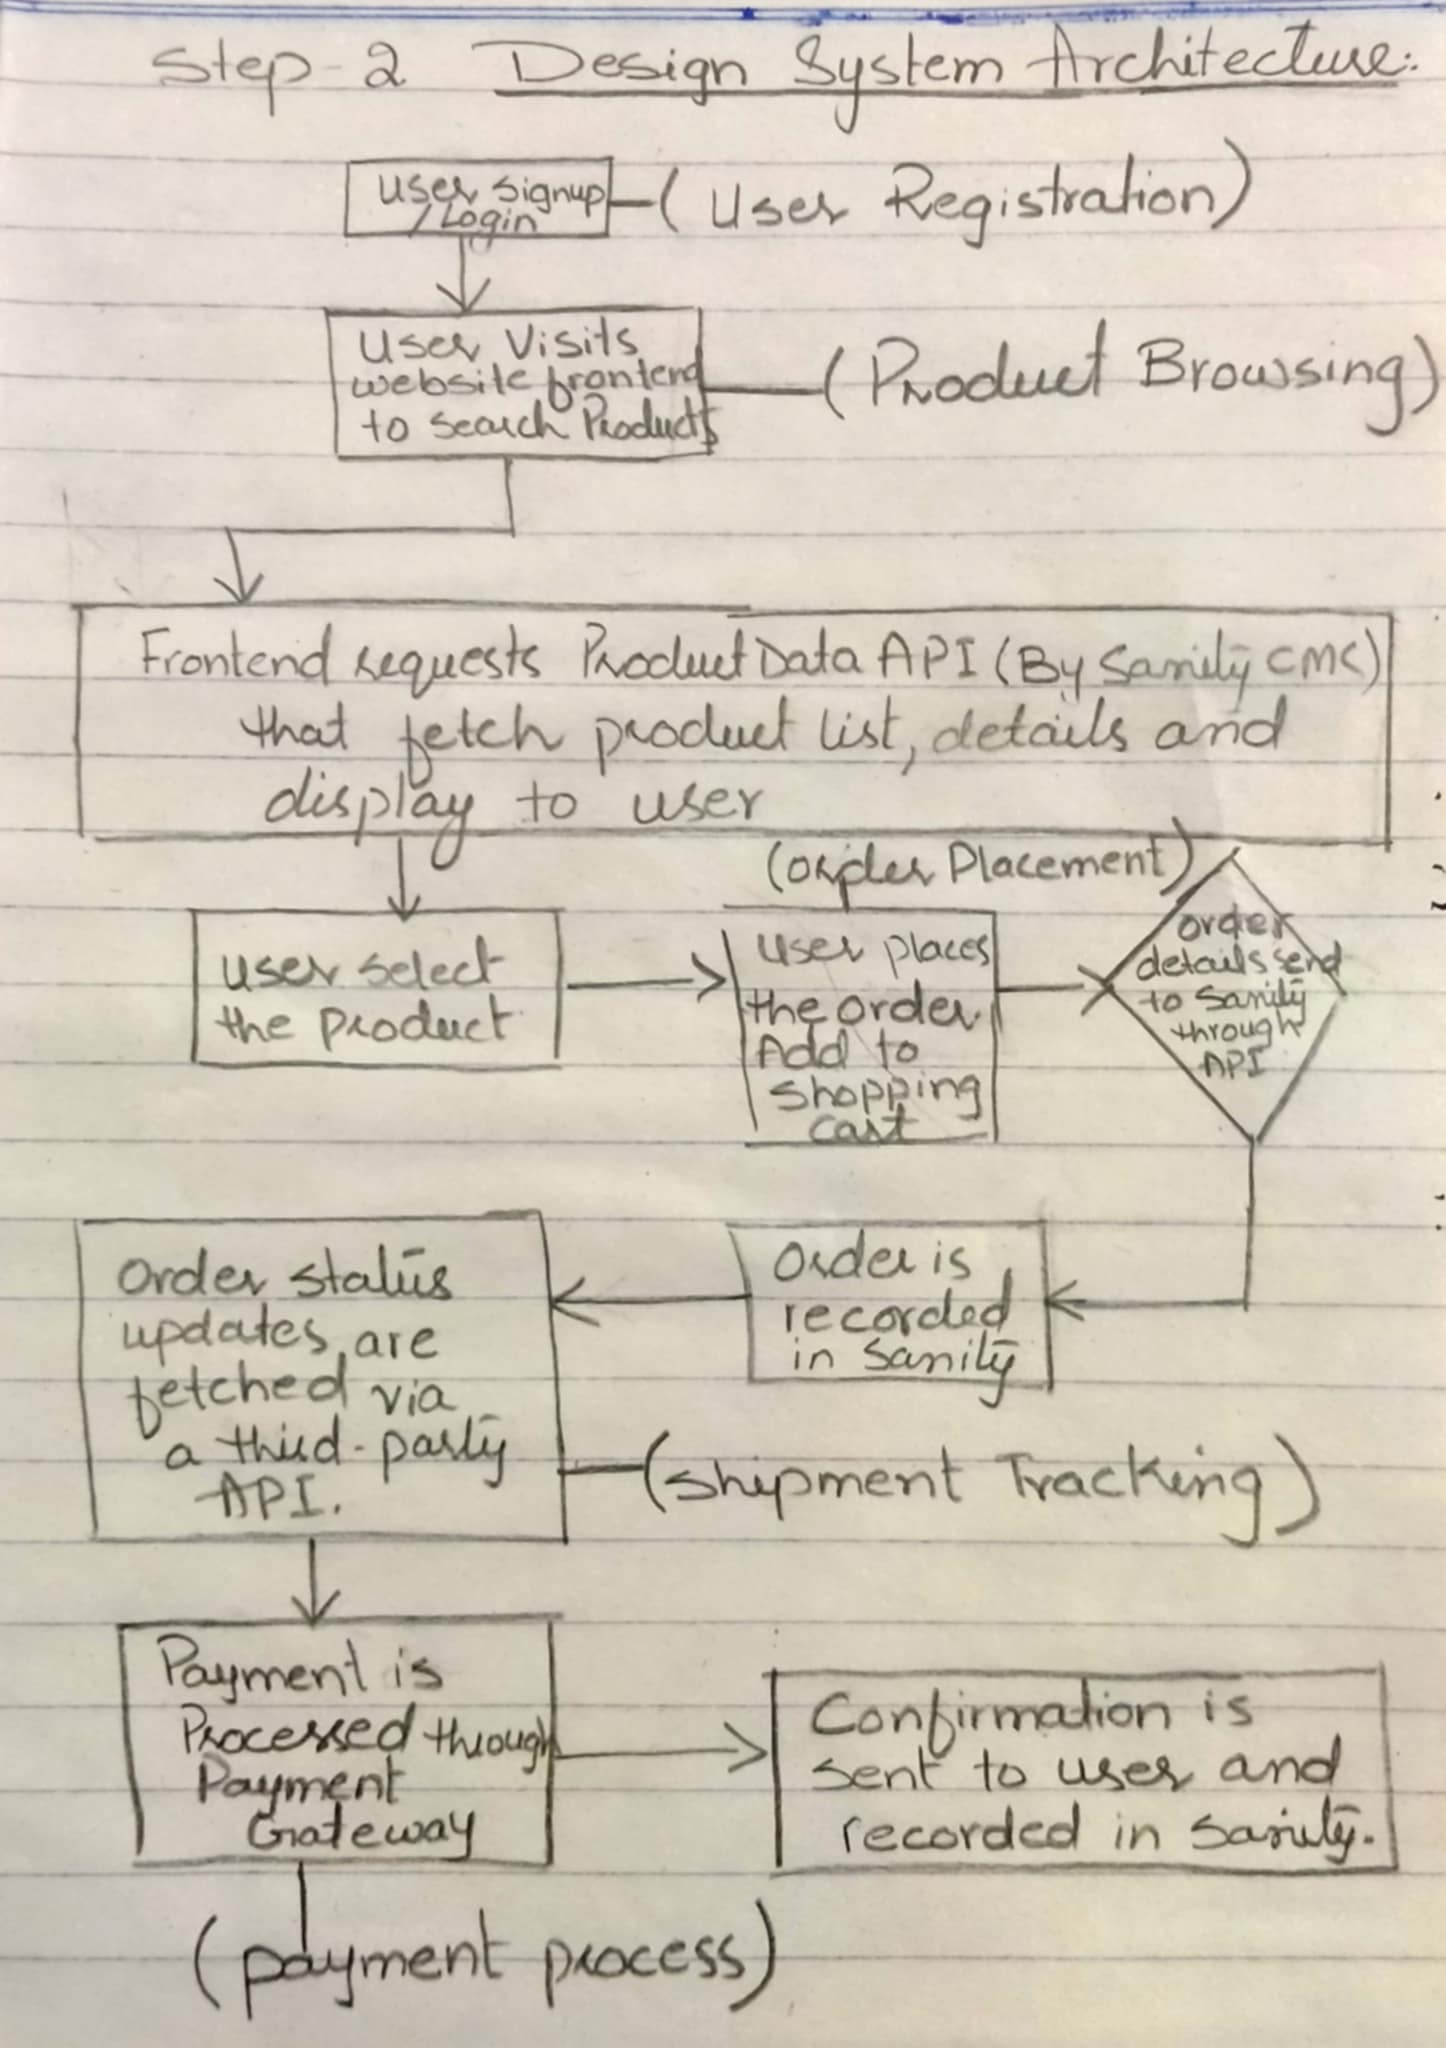 Step-2 Design System Architecture:
User Signup
/Login
(User Registration)
User Visits
website frontend
to search Products
(Product Browsing)
Frontend requests Product Data API (By Sanity CMS)
that fetch product list, details and
display to user
(Order Placement)
User select
the Product
User places
the order
Add to
shopping
cart
order
details send
to Sanity
through
API
Order is
recorded
in Sanity
Order status
updates are
fetched via
a third-party
API.
(Shipment Tracking)
Payment is
Processed through
Payment
Gateway
(payment process)
Confirmation is
sent to user and
recorded in Sanity.